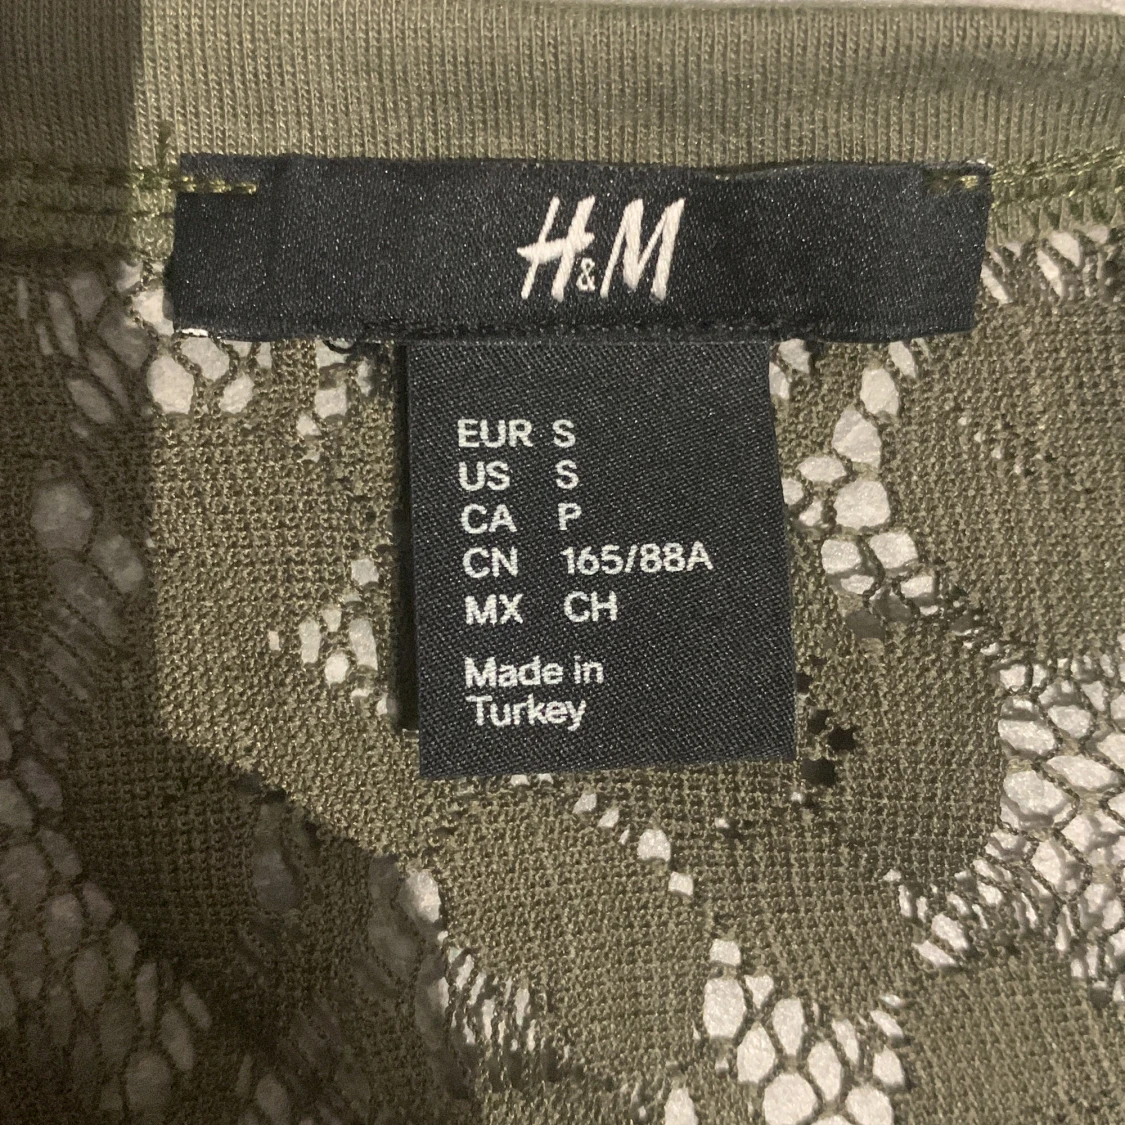 H&M
EUR S
US S
CA P
CN 165/88A
MX CH
Made in
Turkey